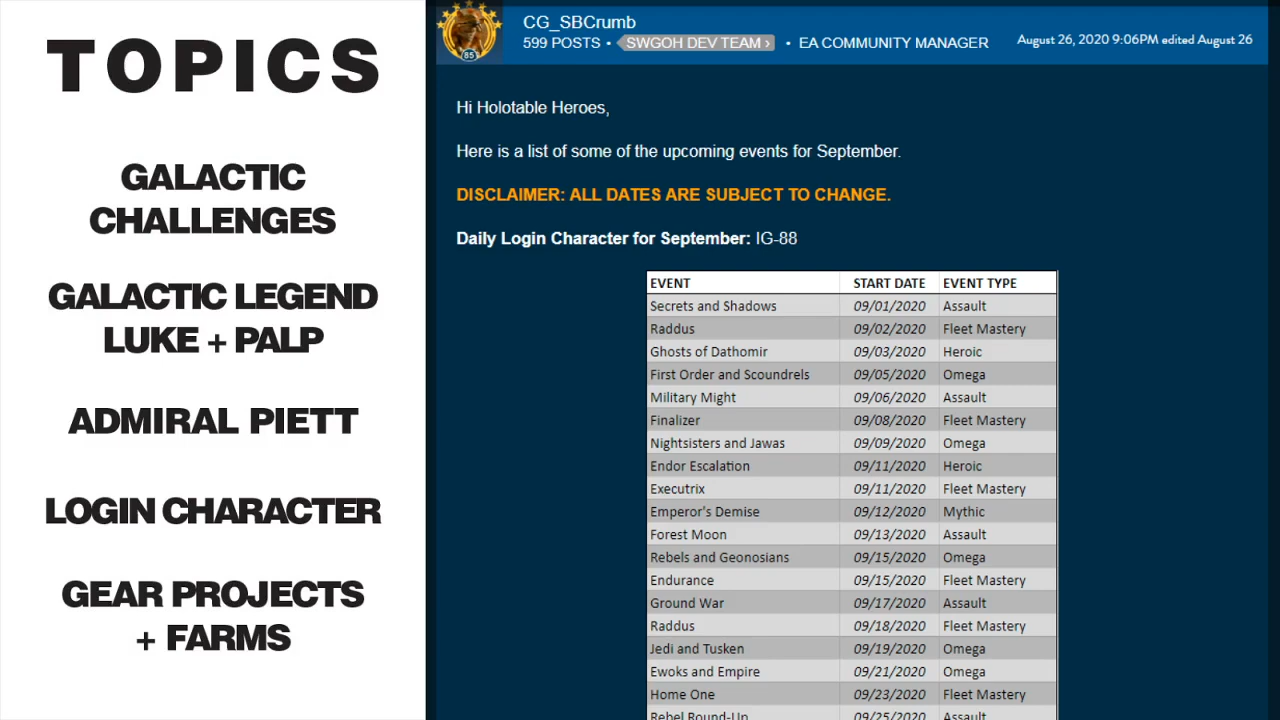 TOPICS
GALACTIC
CHALLENGES
GALACTIC LEGEND
LUKE + PALP
ADMIRAL PIETT
LOGIN CHARACTER
GEAR PROJECTS
+ FARMS
85
CG_SBCrumb
599 POSTS • SWGOH DEV TEAM › • EA COMMUNITY MANAGER
August 26, 2020 9:06PM edited August 26
Hi Holotable Heroes,
Here is a list of some of the upcoming events for September.
DISCLAIMER: ALL DATES ARE SUBJECT TO CHANGE.
Daily Login Character for September: IG-88
EVENT START DATE EVENT TYPE
Secrets and Shadows 09/01/2020 Assault
Raddus 09/02/2020 Fleet Mastery
Ghosts of Dathomir 09/03/2020 Heroic
First Order and Scoundrels 09/05/2020 Omega
Military Might 09/06/2020 Assault
Finalizer 09/08/2020 Fleet Mastery
Nightsisters and Jawas 09/09/2020 Omega
Endor Escalation 09/11/2020 Heroic
Executrix 09/11/2020 Fleet Mastery
Emperor's Demise 09/12/2020 Mythic
Forest Moon 09/13/2020 Assault
Rebels and Geonosians 09/15/2020 Omega
Endurance 09/15/2020 Fleet Mastery
Ground War 09/17/2020 Assault
Raddus 09/18/2020 Fleet Mastery
Jedi and Tusken 09/19/2020 Omega
Ewoks and Empire 09/21/2020 Omega
Home One 09/23/2020 Fleet Mastery
Rebel Round-Up 09/25/2020 Assault